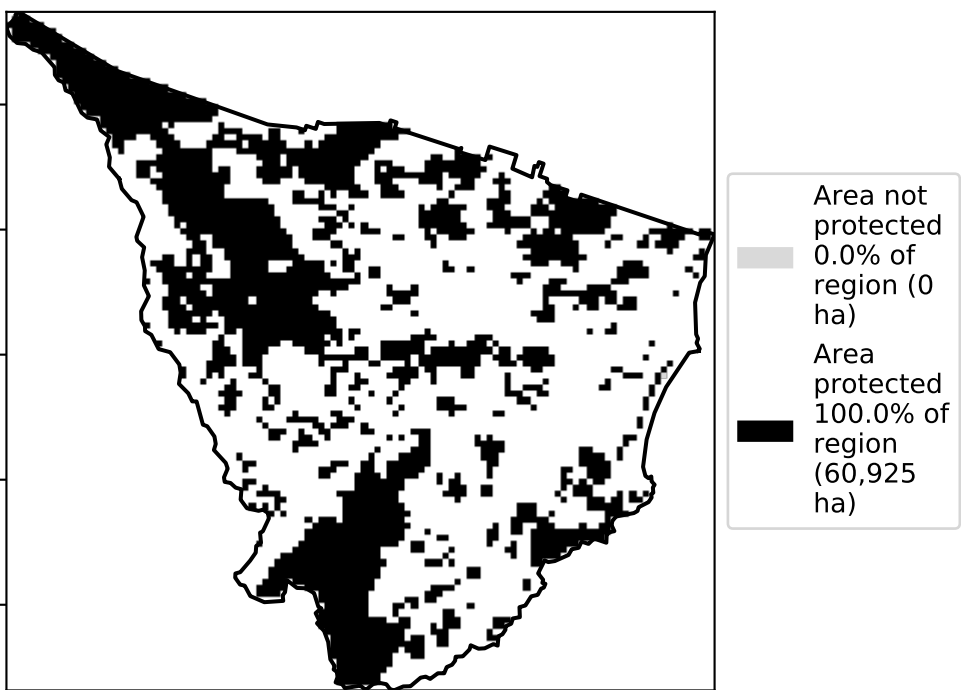 Area not
protected
0.0% of
region (0
ha)
Area
protected
100.0% of
region
(60,925
ha)